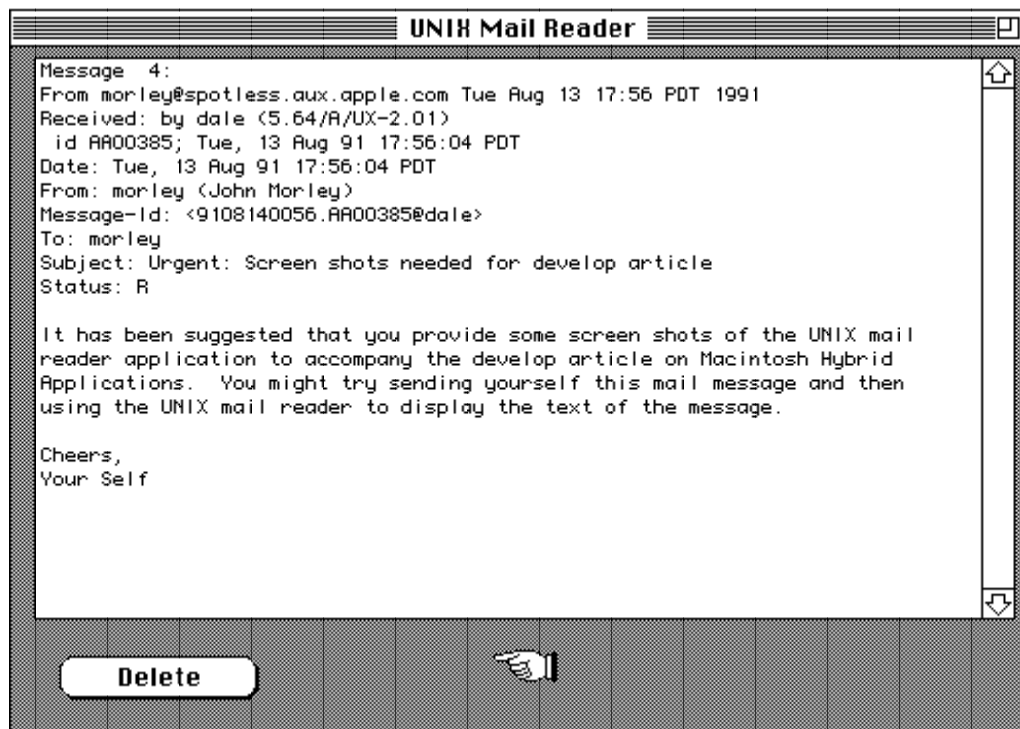 UNIX Mail Reader
Message  4:
From morley@spotless.aux.apple.com Tue Aug 13 17:56 PDT 1991
Received: by dale (5.64/A/UX-2.01)
 id AA00385; Tue, 13 Aug 91 17:56:04 PDT
Date: Tue, 13 Aug 91 17:56:04 PDT
From: morley (John Morley)
Message-Id: <9108140056.AA00385@dale>
To: morley
Subject: Urgent: Screen shots needed for develop article
Status: R
It has been suggested that you provide some screen shots of the UNIX mail
reader application to accompany the develop article on Macintosh Hybrid
Applications.  You might try sending yourself this mail message and then
using the UNIX mail reader to display the text of the message.
Cheers,
Your Self
Delete